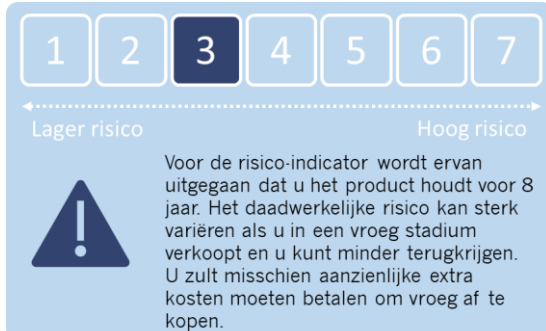 1 2 3 4 5 6 7
Lager risico Hoog risico
Voor de risico-indicator wordt ervan
uitgegaan dat u het product houdt voor 8
jaar. Het daadwerkelijke risico kan sterk
variëren als u in een vroeg stadium
verkoopt en u kunt minder terugkrijgen.
U zult misschien aanzienlijke extra
kosten moeten betalen om vroeg af te
kopen.